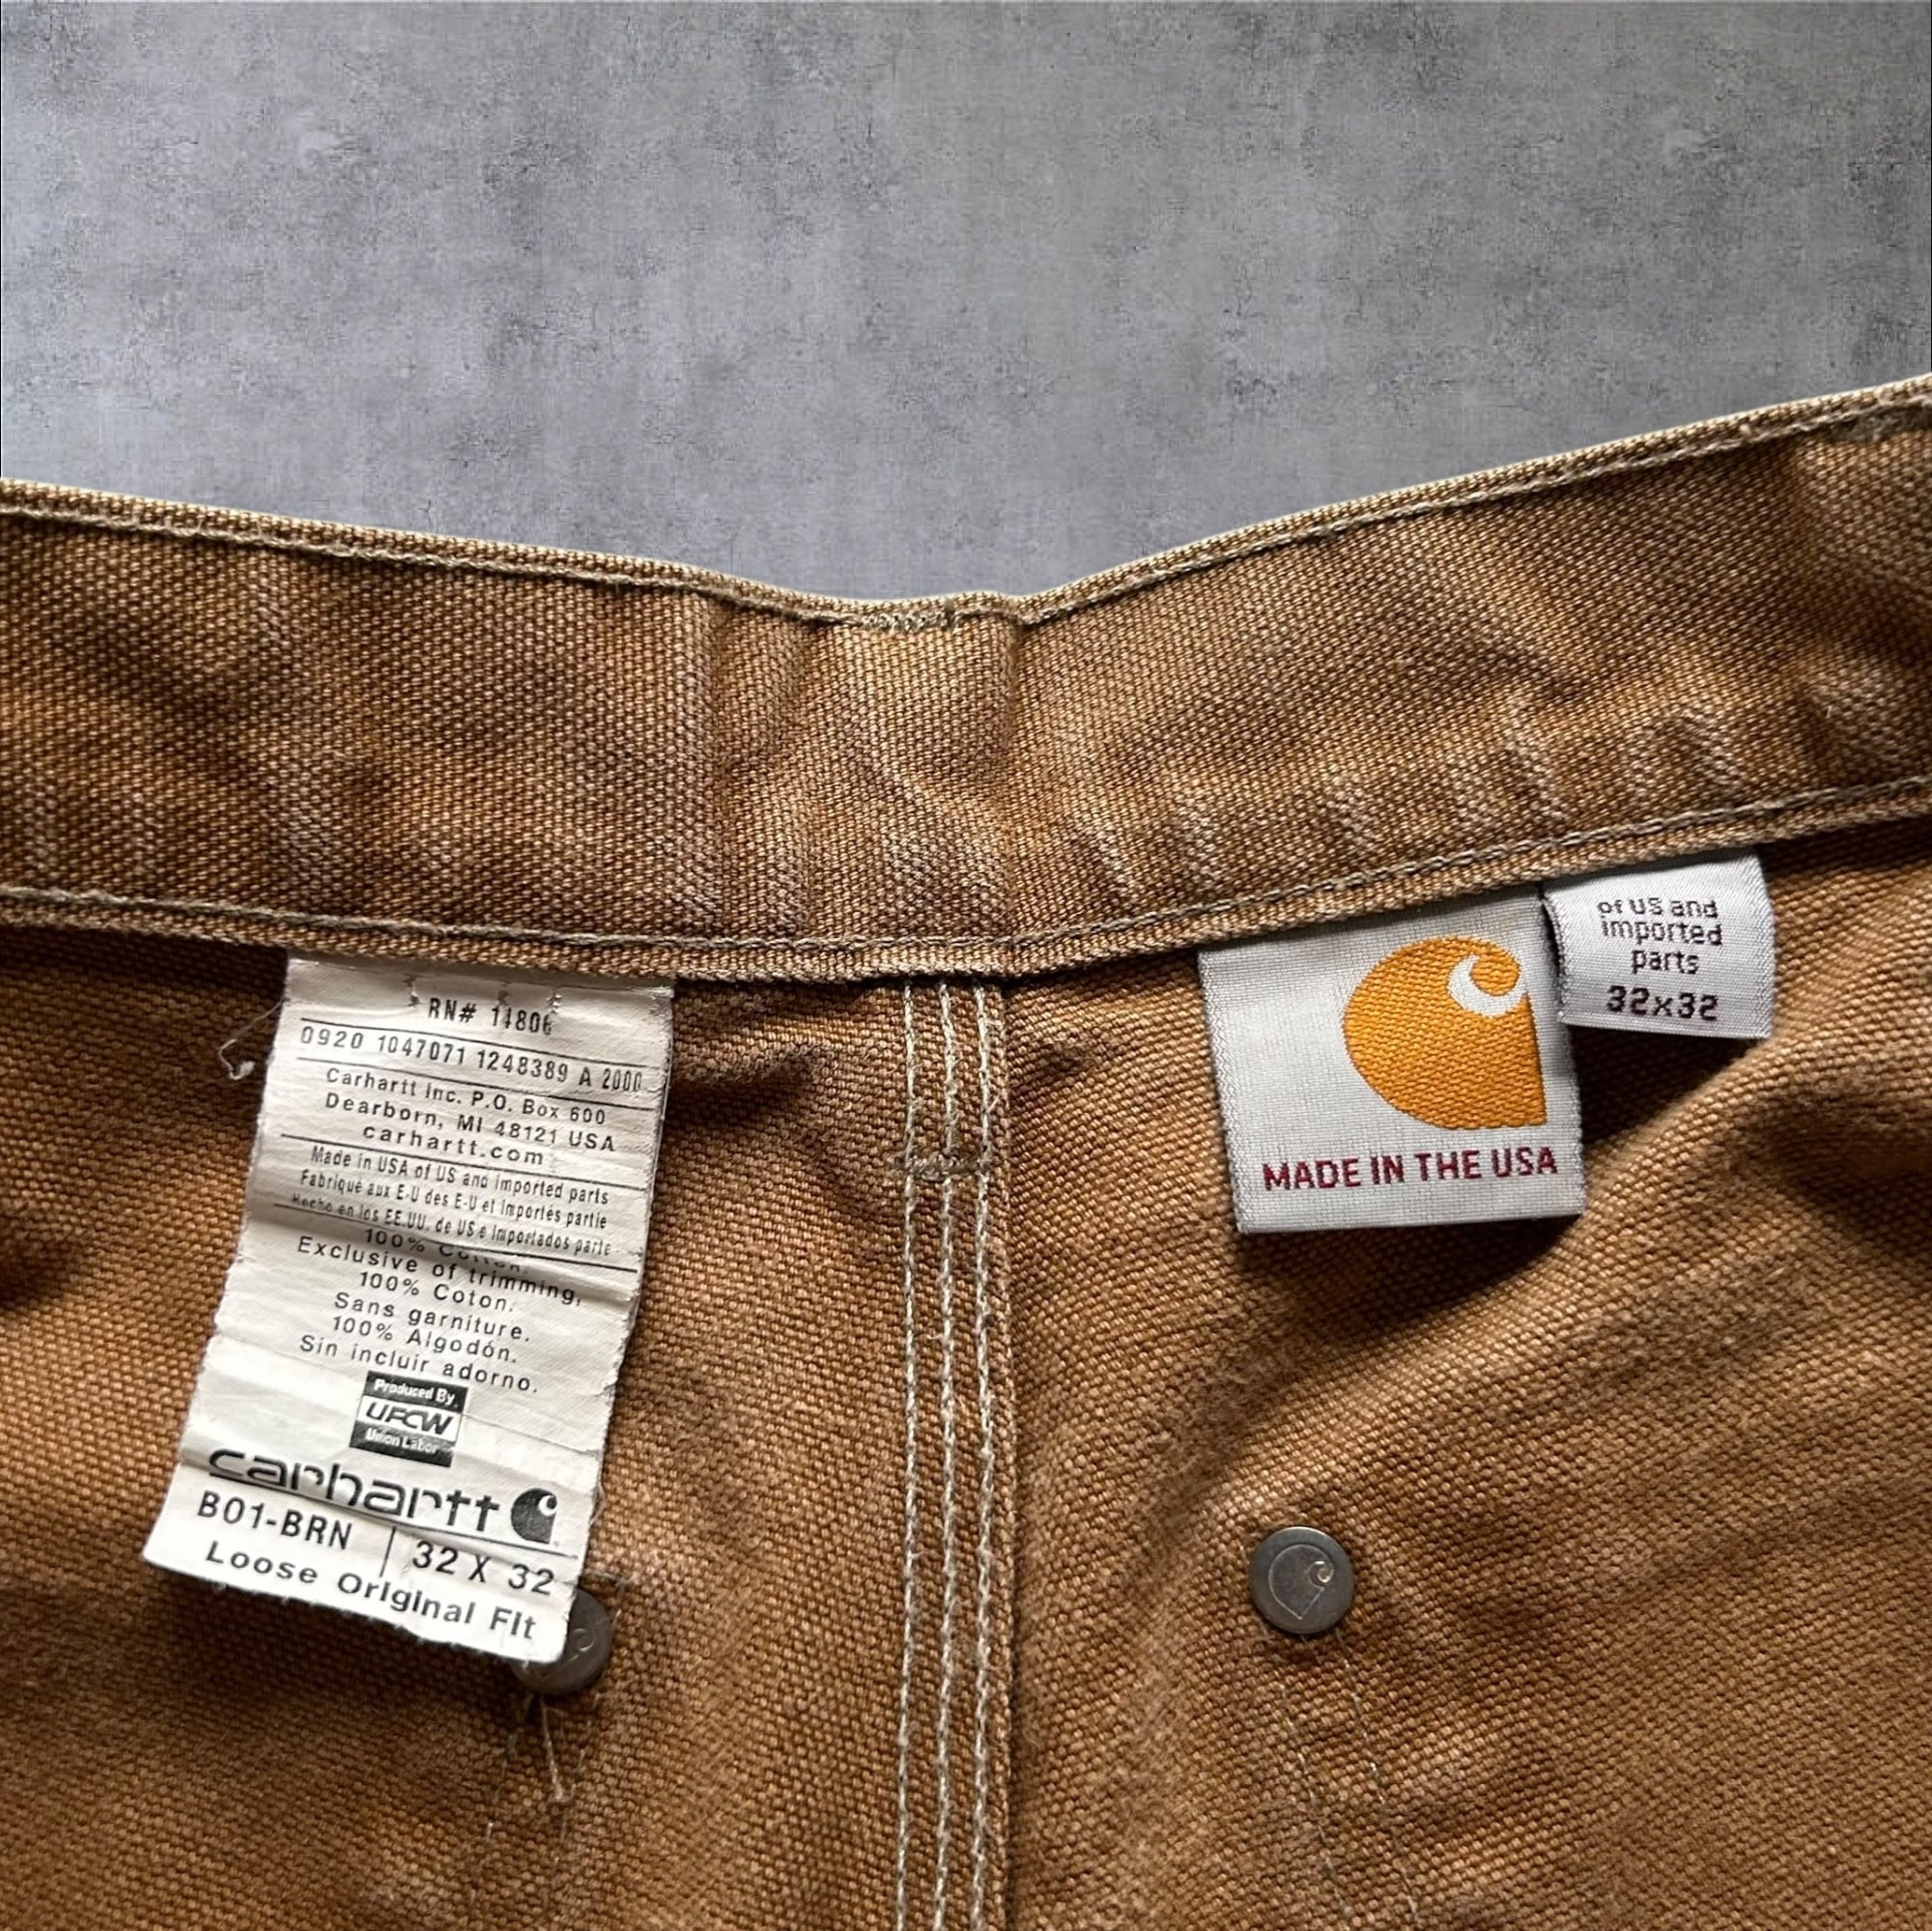 RN# 14806
0920 1047071 1248389 A 2000
Carhartt Inc. P.O. Box 600
Dearborn, MI 48121 USA
carhartt.com
Made in USA of US and imported parts
Fabriqué aux E-U des E-U et importés partie
Hecho en los EE.UU. de US e importados parte
100% Cotton.
Exclusive of trimming.
100% Coton.
Sans garniture.
100% Algodón.
Sin incluir adorno.
Produced By
UFCW
Union Labor
carhartt
B01-BRN 32 X 32
Loose Original Fit
MADE IN THE USA
of US and
imported
parts
32x32